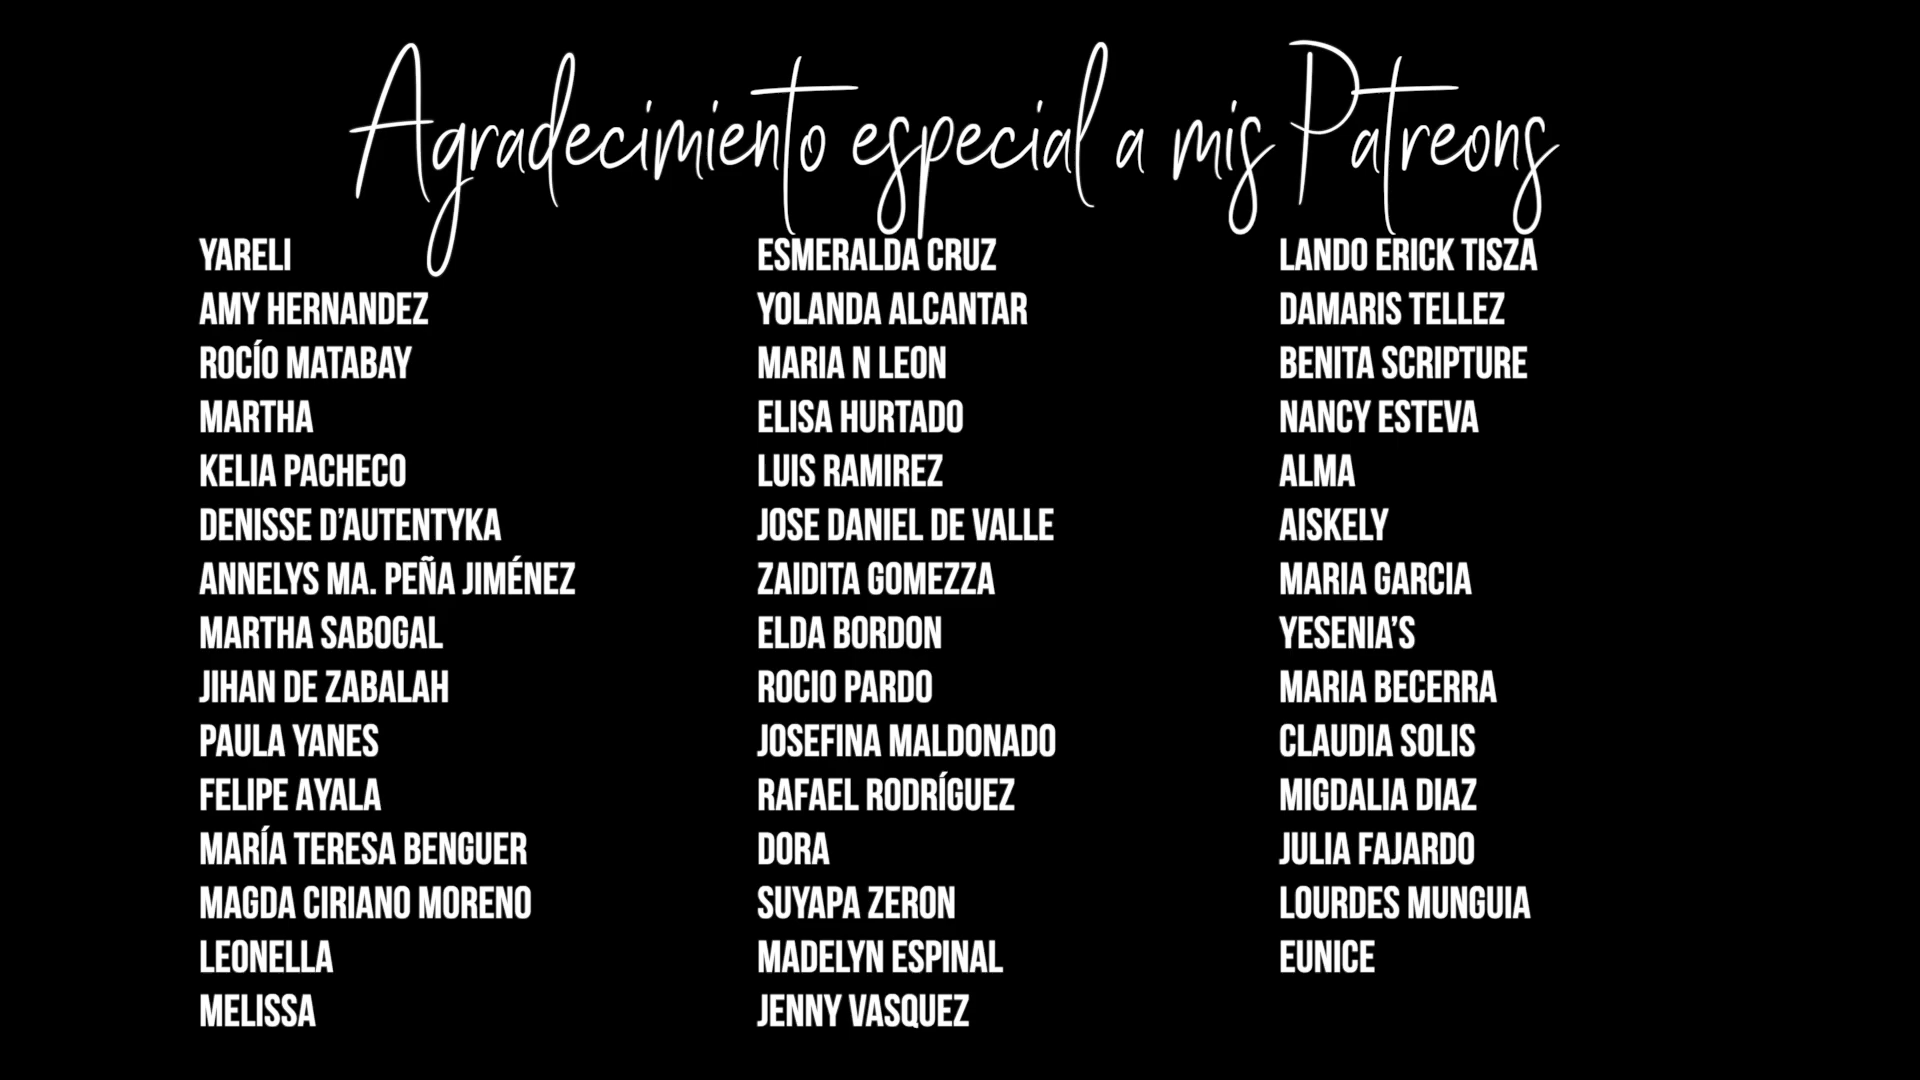 Agradecimiento especial a mis Patreons
YARELI
AMY HERNANDEZ
ROCÍO MATABAY
MARTHA
KELIA PACHECO
DENISSE D’AUTENTYKA
ANNELYS MA. PEÑA JIMÉNEZ
MARTHA SABOGAL
JIHAN DE ZABALAH
PAULA YANES
FELIPE AYALA
MARÍA TERESA BENGUER
MAGDA CIRIANO MORENO
LEONELLA
MELISSA
ESMERALDA CRUZ
YOLANDA ALCANTAR
MARIA N LEON
ELISA HURTADO
LUIS RAMIREZ
JOSE DANIEL DE VALLE
ZAIDITA GOMEZZA
ELDA BORDON
ROCIO PARDO
JOSEFINA MALDONADO
RAFAEL RODRÍGUEZ
DORA
SUYAPA ZERON
MADELYN ESPINAL
JENNY VASQUEZ
LANDO ERICK TISZA
DAMARIS TELLEZ
BENITA SCRIPTURE
NANCY ESTEVA
ALMA
AISKELY
MARIA GARCIA
YESENIA’S
MARIA BECERRA
CLAUDIA SOLIS
MIGDALIA DIAZ
JULIA FAJARDO
LOURDES MUNGUIA
EUNICE